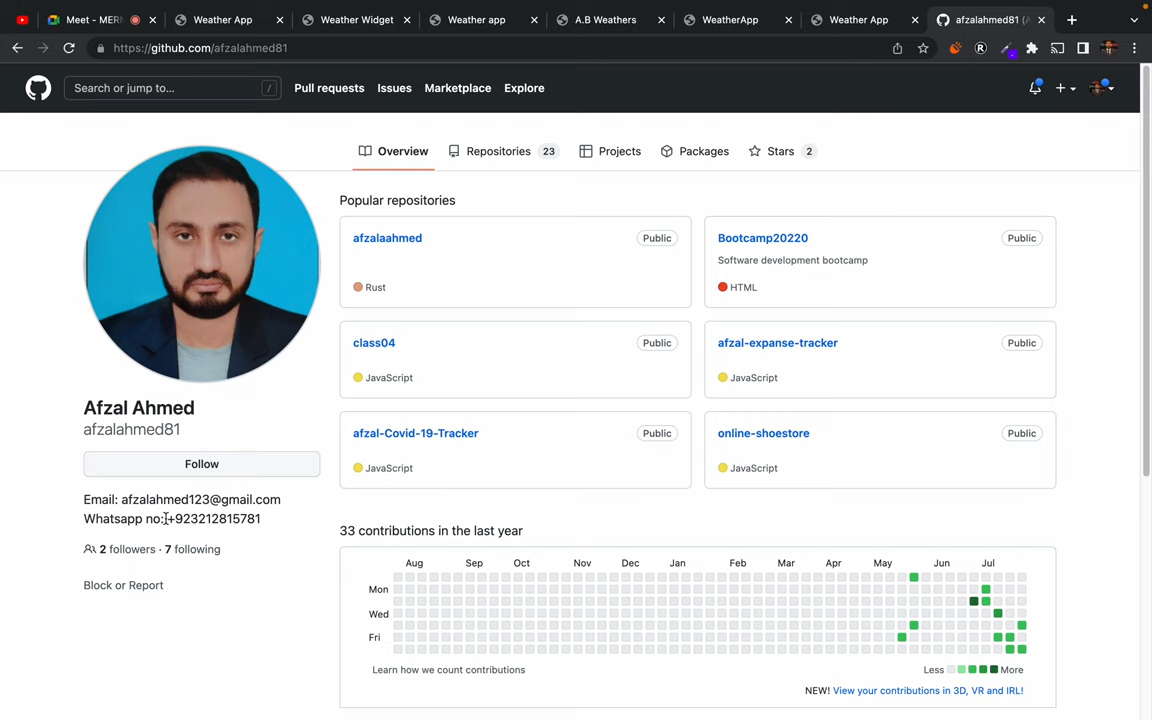 Meet - MERN
Weather App
Weather Widget
Weather app
A.B Weathers
WeatherApp
Weather App
afzalahmed81 (A
https://github.com/afzalahmed81
Search or jump to...
/
Pull requests
Issues
Marketplace
Explore
Overview
Repositories 23
Projects
Packages
Stars 2
Popular repositories
afzalaahmed
Public
Rust
Bootcamp20220
Public
Software development bootcamp
HTML
class04
Public
JavaScript
afzal-expanse-tracker
Public
JavaScript
afzal-Covid-19-Tracker
Public
JavaScript
online-shoestore
Public
JavaScript
Afzal Ahmed
afzalahmed81
Follow
Email: afzalahmed123@gmail.com
Whatsapp no:+923212815781
2 followers · 7 following
Block or Report
33 contributions in the last year
Aug Sep Oct Nov Dec Jan Feb Mar Apr May Jun Jul
Mon
Wed
Fri
Learn how we count contributions
Less More
NEW! View your contributions in 3D, VR and IRL!